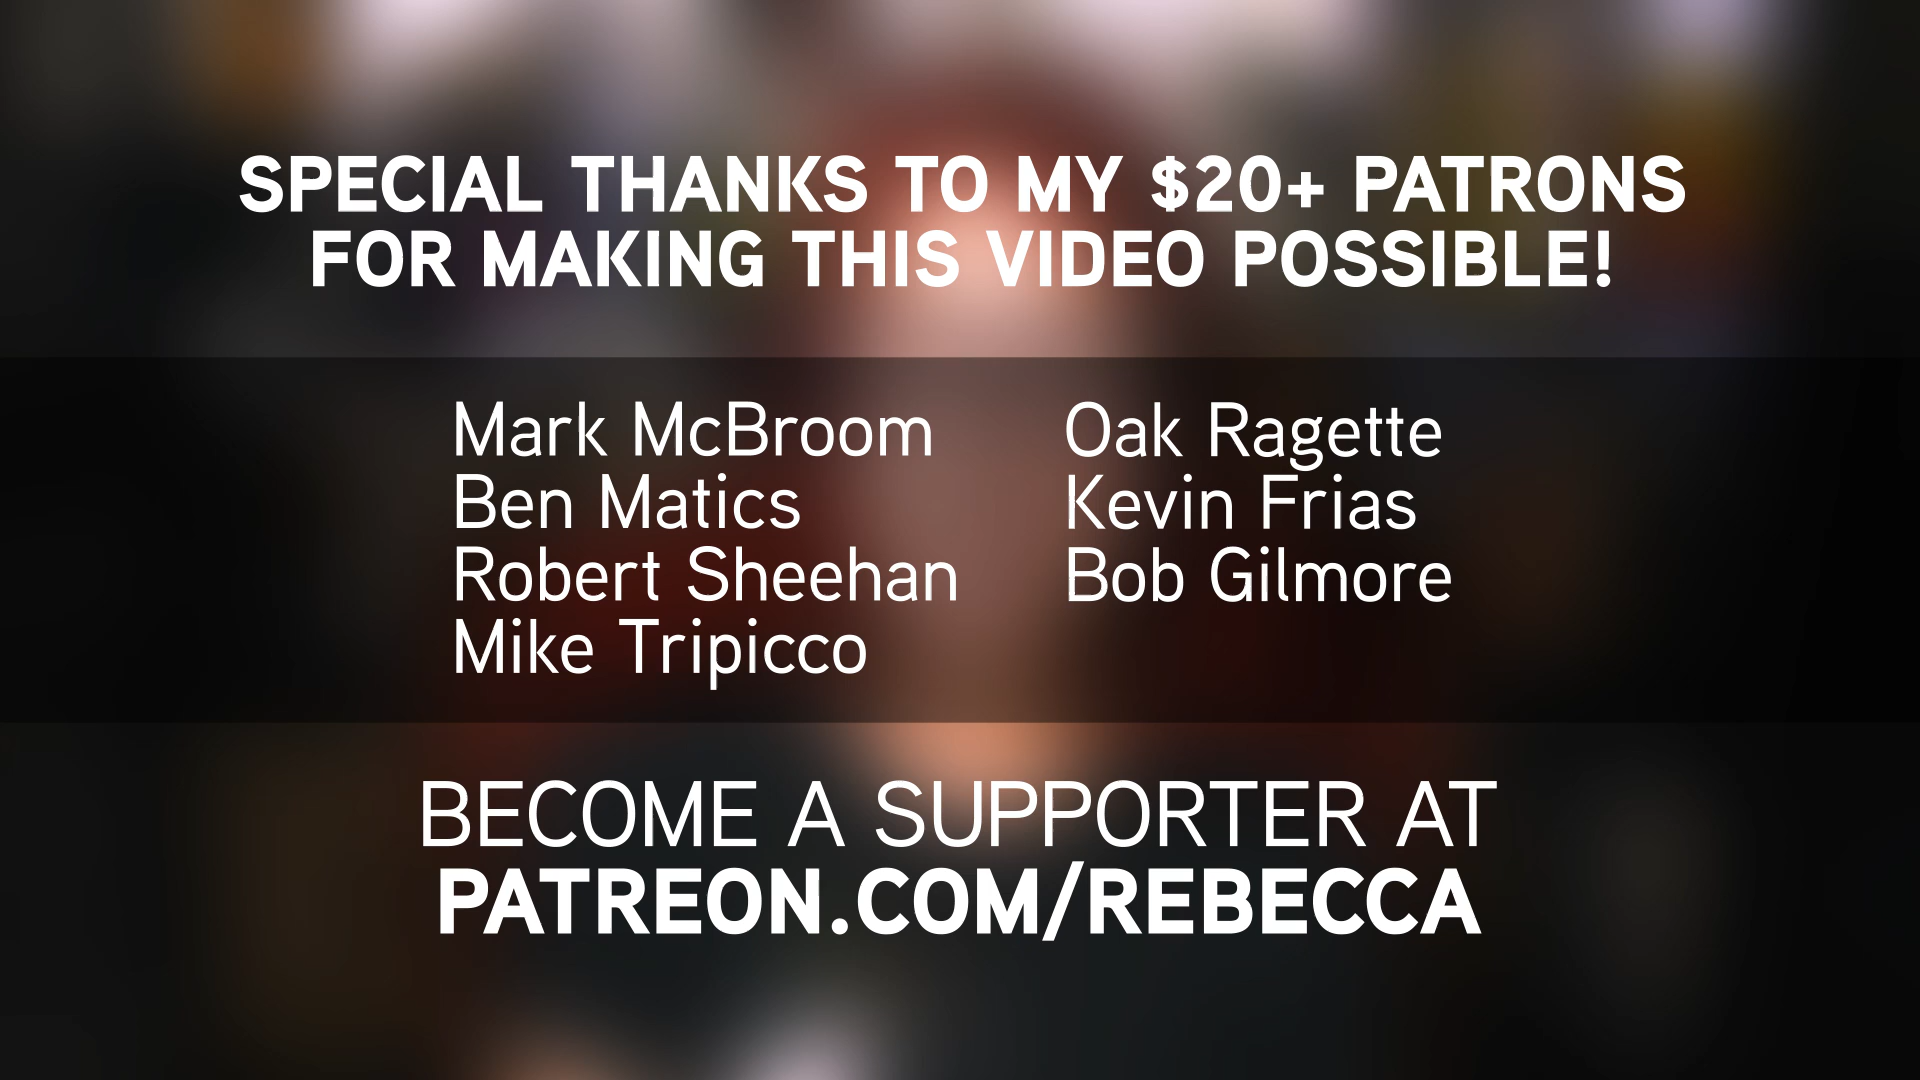 SPECIAL THANKS TO MY $20+ PATRONS
FOR MAKING THIS VIDEO POSSIBLE!
Mark McBroom
Ben Matics
Robert Sheehan
Mike Tripicco
Oak Ragette
Kevin Frias
Bob Gilmore
BECOME A SUPPORTER AT
PATREON.COM/REBECCA